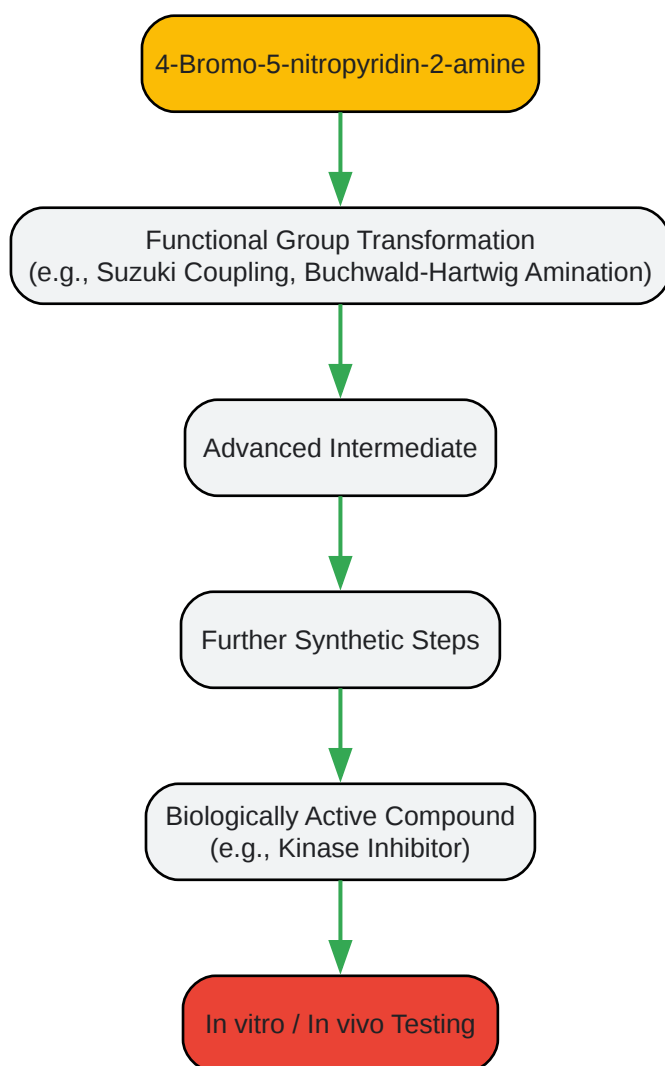 4-Bromo-5-nitropyridin-2-amine
Functional Group Transformation
(e.g., Suzuki Coupling, Buchwald-Hartwig Amination)
Advanced Intermediate
Further Synthetic Steps
Biologically Active Compound
(e.g., Kinase Inhibitor)
In vitro / In vivo Testing